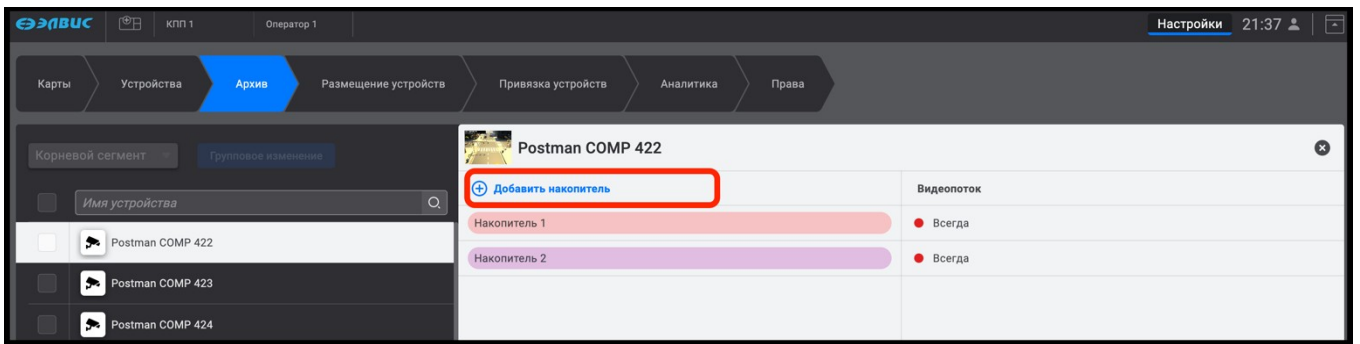 ЭЛВИС КПП 1 Оператор 1 Настройки 21:37
Карты Устройства Архив Размещение устройств Привязка устройств Аналитика Права
Корневой сегмент Групповое изменение
Имя устройства
Postman COMP 422
Postman COMP 423
Postman COMP 424
Postman COMP 422
Добавить накопитель Видеопоток
Накопитель 1 Всегда
Накопитель 2 Всегда